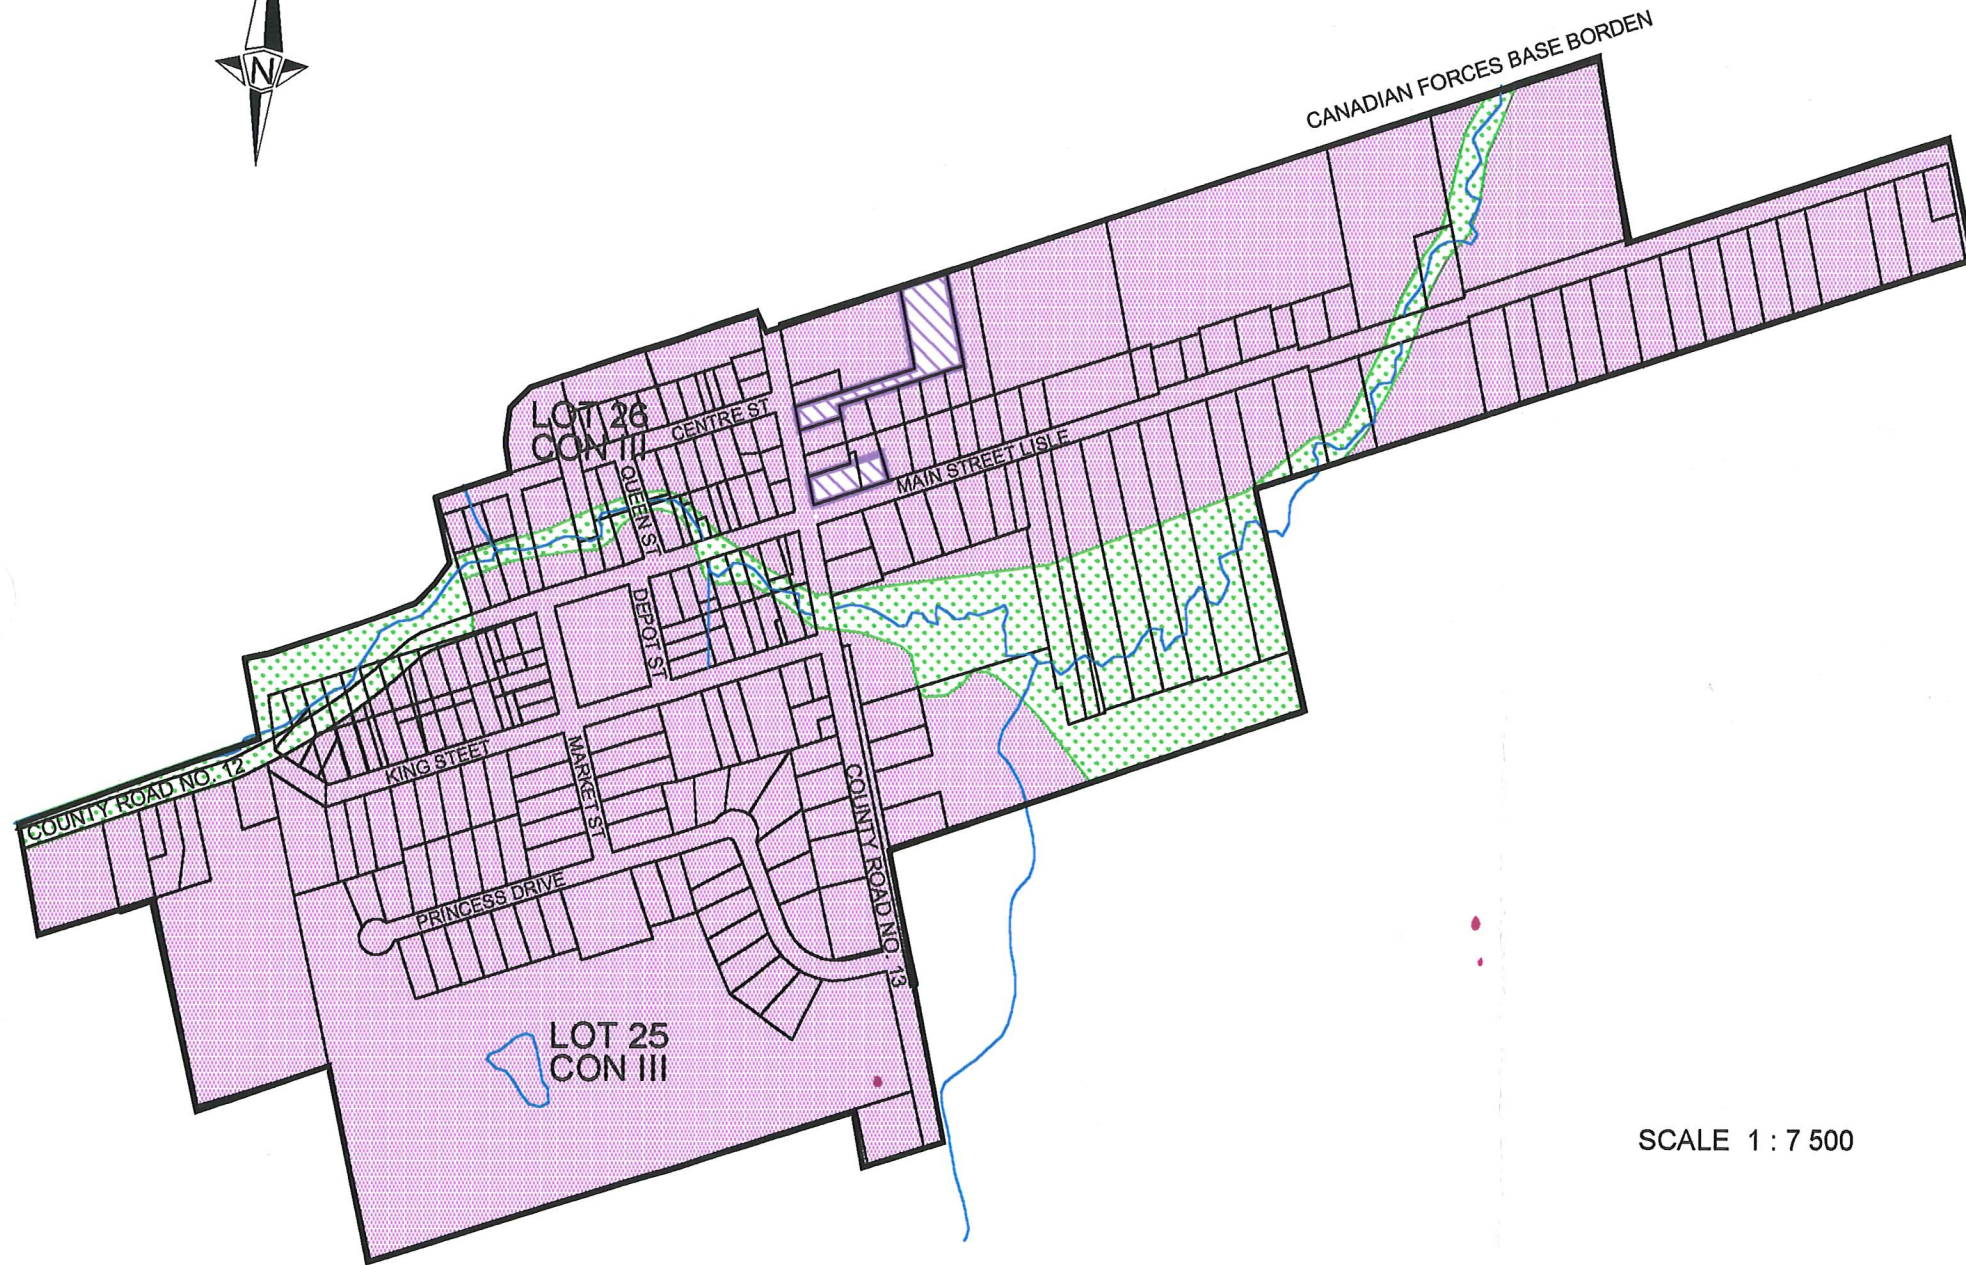 N
CANADIAN FORCES BASE BORDEN
LOT 26
CON III
CENTRE ST
QUEEN ST
MAIN STREET LISLE
DEPOT ST
COUNTY ROAD NO. 12
KING STEET
MARKET ST
COUNTY ROAD NO. 13
PRINCESS DRIVE
LOT 25
CON III
SCALE 1 : 7 500